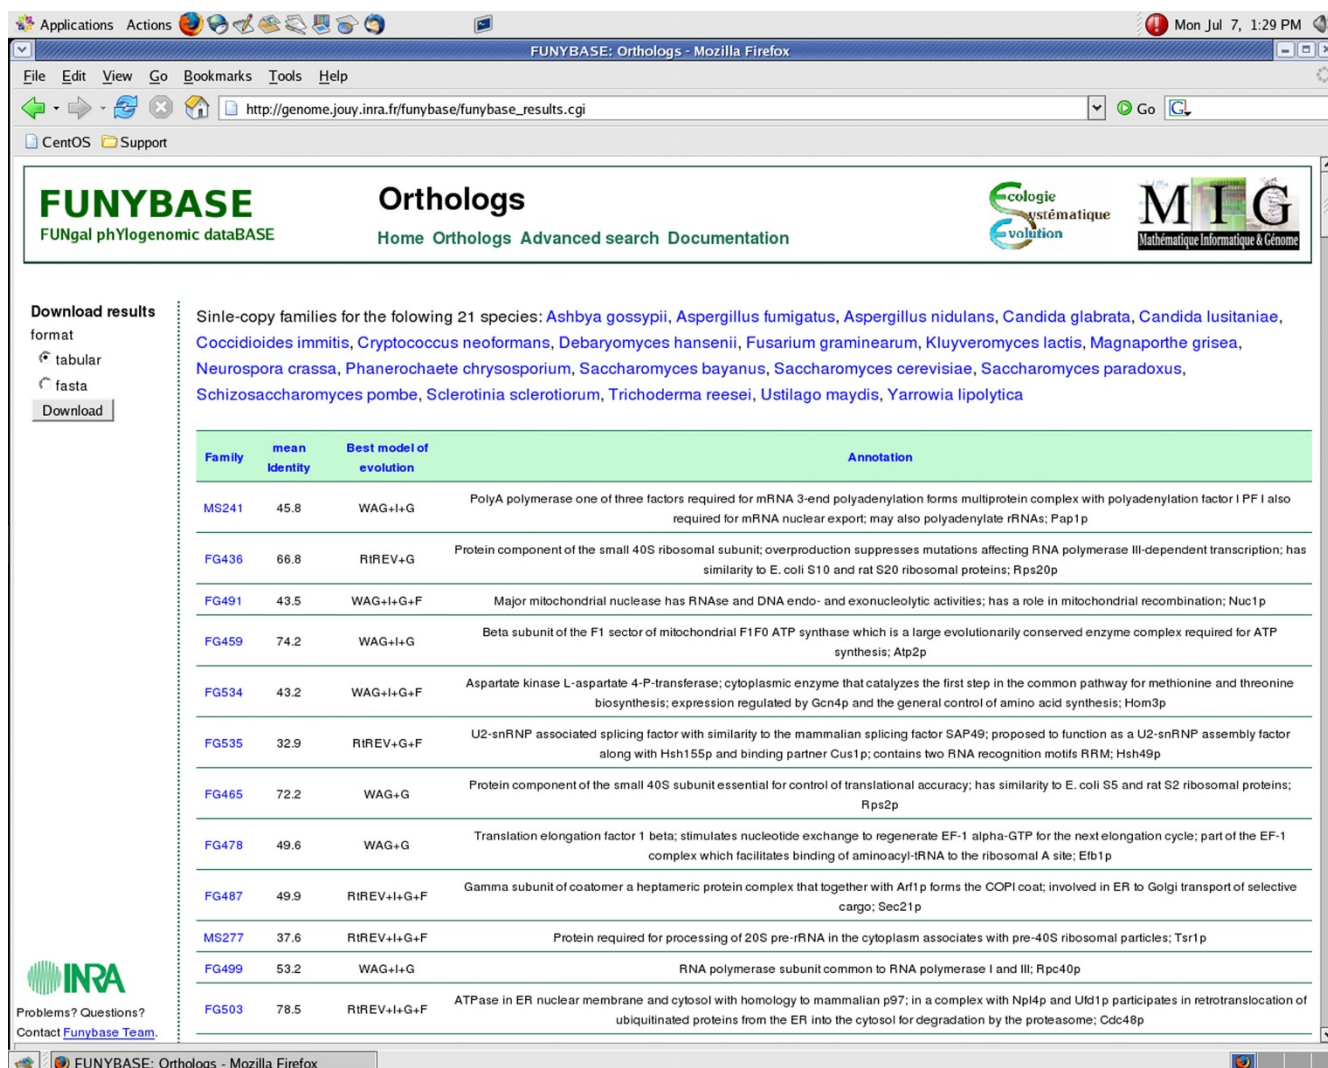 Applications Actions Mon Jul 7, 1:29 PM
FUNYBASE: Orthologs - Mozilla Firefox
File Edit View Go Bookmarks Tools Help
http://genome.jouy.inra.fr/funybase/funybase_results.cgi Go G
CentOS Support
FUNYBASE
FUNgal phYlogenomic dataBASE
Orthologs
Home Orthologs Advanced search Documentation
Ecologie
Systématique
Evolution
MIG
Mathématique Informatique & Génome
Download results
format
tabular
fasta
Download
Sinle-copy families for the folowing 21 species: Ashbya gossypii, Aspergillus fumigatus, Aspergillus nidulans, Candida glabrata, Candida lusitaniae,
Coccidioides immitis, Cryptococcus neoformans, Debaryomyces hansenii, Fusarium graminearum, Kluyveromyces lactis, Magnaporthe grisea,
Neurospora crassa, Phanerochaete chrysosporium, Saccharomyces bayanus, Saccharomyces cerevisiae, Saccharomyces paradoxus,
Schizosaccharomyces pombe, Sclerotinia sclerotiorum, Trichoderma reesei, Ustilago maydis, Yarrowia lipolytica
Family mean Identity Best model of evolution Annotation
MS241 45.8 WAG+I+G PolyA polymerase one of three factors required for mRNA 3-end polyadenylation forms multiprotein complex with polyadenylation factor I PF I also
required for mRNA nuclear export; may also polyadenylate rRNAs; Pap1p
FG436 66.8 RtREV+G Protein component of the small 40S ribosomal subunit; overproduction suppresses mutations affecting RNA polymerase III-dependent transcription; has
similarity to E. coli S10 and rat S20 ribosomal proteins; Rps20p
FG491 43.5 WAG+I+G+F Major mitochondrial nuclease has RNAse and DNA endo- and exonucleolytic activities; has a role in mitochondrial recombination; Nuc1p
FG459 74.2 WAG+I+G Beta subunit of the F1 sector of mitochondrial F1F0 ATP synthase which is a large evolutionarily conserved enzyme complex required for ATP
synthesis; Atp2p
FG534 43.2 WAG+I+G+F Aspartate kinase L-aspartate 4-P-transferase; cytoplasmic enzyme that catalyzes the first step in the common pathway for methionine and threonine
biosynthesis; expression regulated by Gcn4p and the general control of amino acid synthesis; Hom3p
FG535 32.9 RtREV+G+F U2-snRNP associated splicing factor with similarity to the mammalian splicing factor SAP49; proposed to function as a U2-snRNP assembly factor
along with Hsh155p and binding partner Cus1p; contains two RNA recognition motifs RRM; Hsh49p
FG465 72.2 WAG+G Protein component of the small 40S subunit essential for control of translational accuracy; has similarity to E. coli S5 and rat S2 ribosomal proteins;
Rps2p
FG478 49.6 WAG+G Translation elongation factor 1 beta; stimulates nucleotide exchange to regenerate EF-1 alpha-GTP for the next elongation cycle; part of the EF-1
complex which facilitates binding of aminoacyl-tRNA to the ribosomal A site; Efb1p
FG487 49.9 RtREV+I+G+F Gamma subunit of coatomer a heptameric protein complex that together with Arf1p forms the COPI coat; involved in ER to Golgi transport of selective
cargo; Sec21p
MS277 37.6 RtREV+I+G+F Protein required for processing of 20S pre-rRNA in the cytoplasm associates with pre-40S ribosomal particles; Tsr1p
FG499 53.2 WAG+I+G RNA polymerase subunit common to RNA polymerase I and III; Rpc40p
FG503 78.5 RtREV+I+G+F ATPase in ER nuclear membrane and cytosol with homology to mammalian p97; in a complex with Npl4p and Ufd1p participates in retrotranslocation of
ubiquitinated proteins from the ER into the cytosol for degradation by the proteasome; Cdc48p
INRA
Problems? Questions?
Contact Funybase Team.
FUNYBASE: Orthologs - Mozilla Firefox